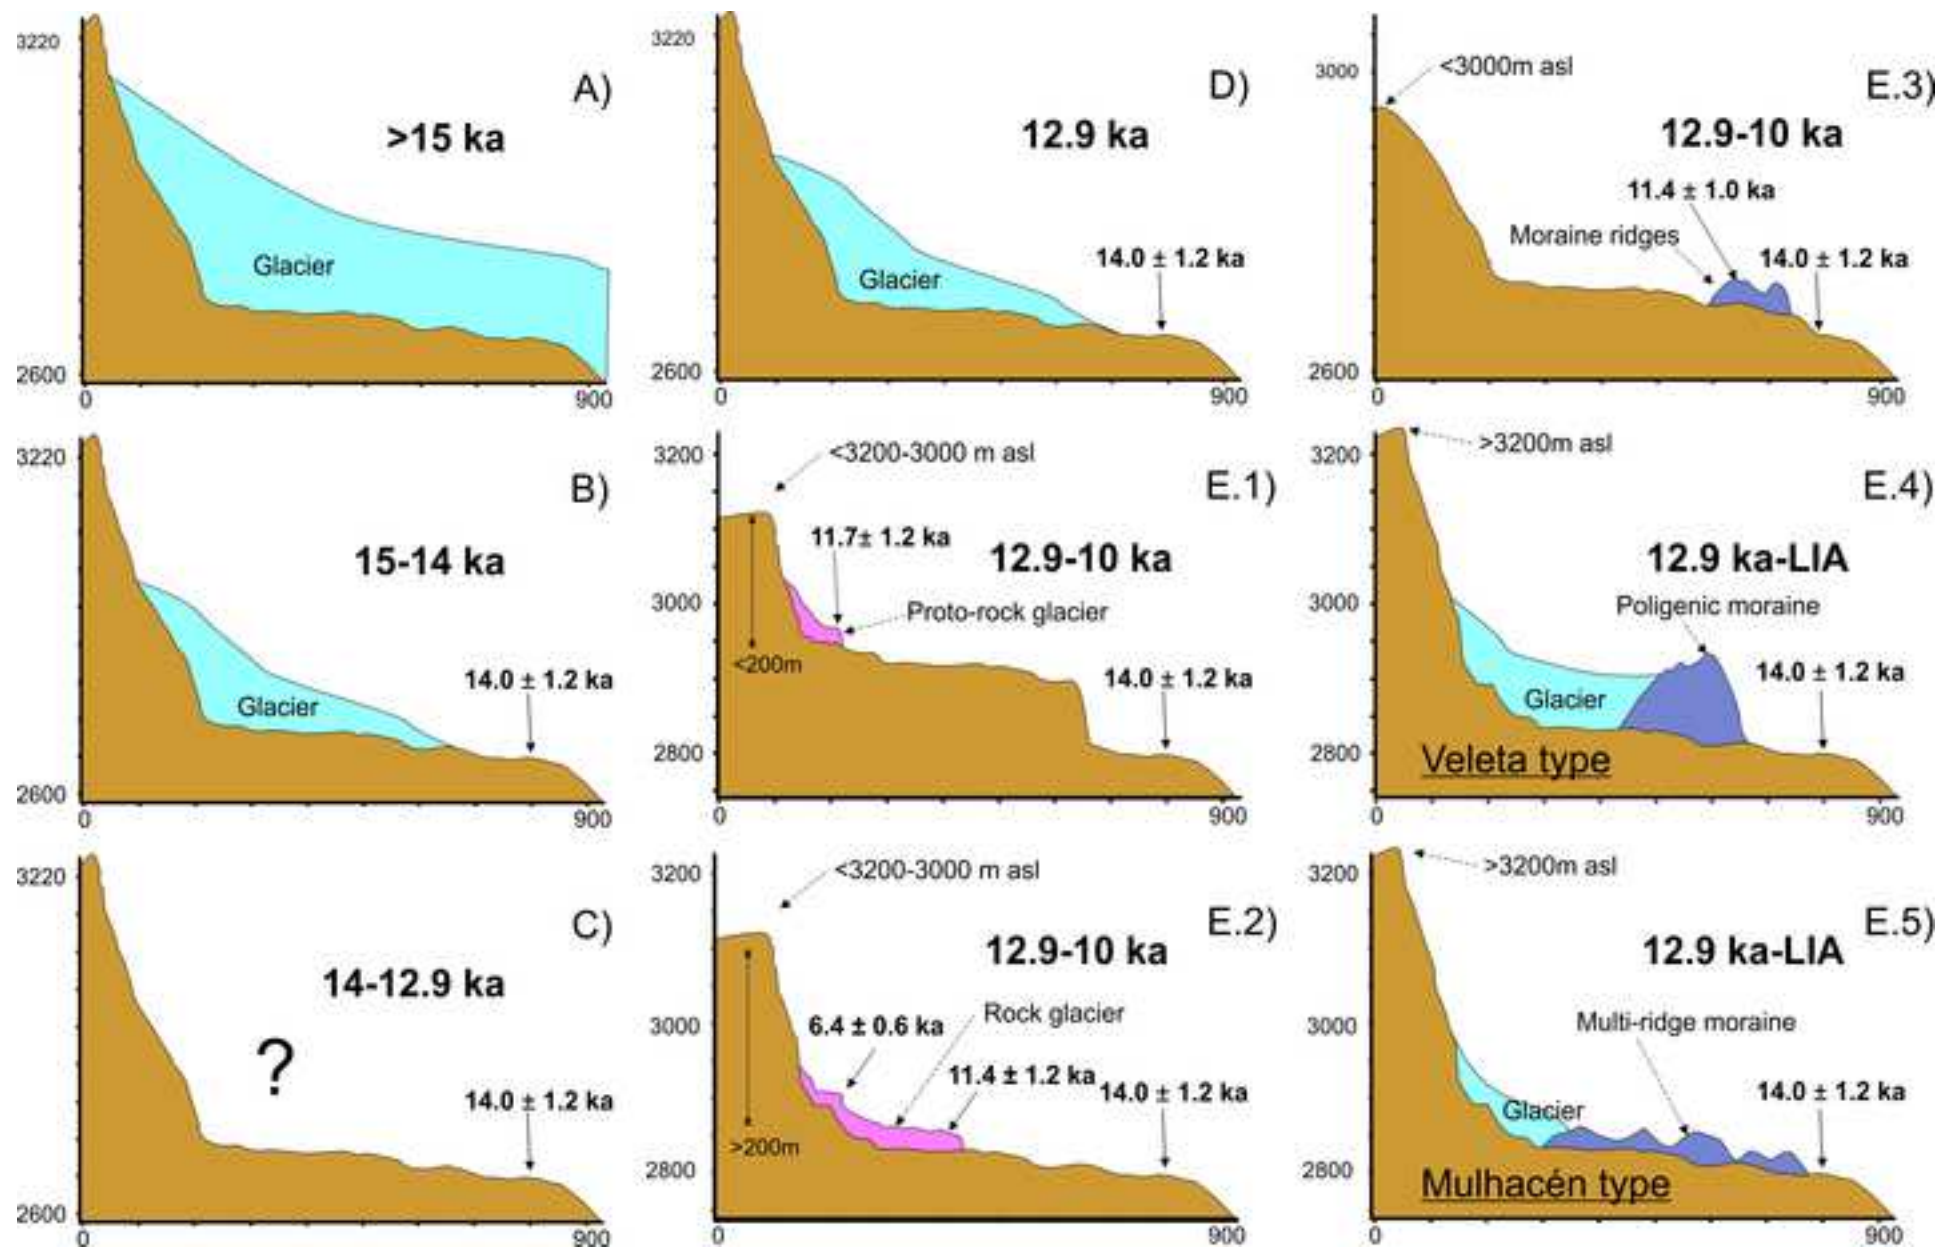 3220
A)
>15 ka
Glacier
2600
0
900
3220
B)
15-14 ka
14.0 ± 1.2 ka
Glacier
2600
0
900
3220
C)
14-12.9 ka
?
14.0 ± 1.2 ka
2600
0
900
3220
D)
12.9 ka
14.0 ± 1.2 ka
Glacier
2600
0
900
<3200-3000 m asl
3200
E.1)
11.7± 1.2 ka
12.9-10 ka
3000
Proto-rock glacier
<200m
14.0 ± 1.2 ka
2800
0
900
<3200-3000 m asl
3200
E.2)
12.9-10 ka
Rock glacier
3000
6.4 ± 0.6 ka
11.4 ± 1.2 ka
14.0 ± 1.2 ka
>200m
2800
0
900
<3000m asl
3000
E.3)
12.9-10 ka
11.4 ± 1.0 ka
Moraine ridges
14.0 ± 1.2 ka
2600
0
900
>3200m asl
3200
E.4)
12.9 ka-LIA
3000
Poligenic moraine
14.0 ± 1.2 ka
Glacier
2800
Veleta type
0
900
>3200m asl
3200
E.5)
12.9 ka-LIA
3000
Multi-ridge moraine
14.0 ± 1.2 ka
Glacier
2800
Mulhacén type
0
900